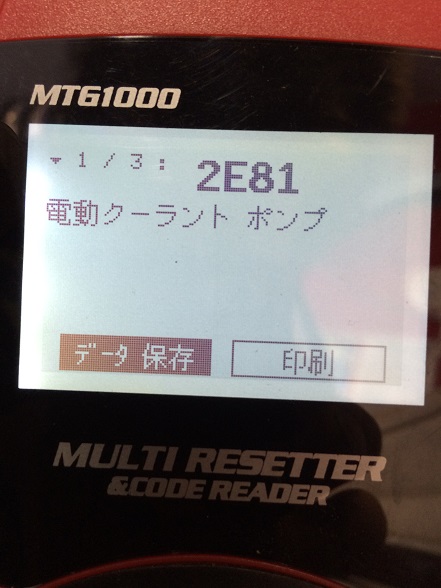 MTG1000
▼1/3: 2E81
電動クーラント ポンプ
データ 保存 印刷
MULTI RESETTER
&CODE READER